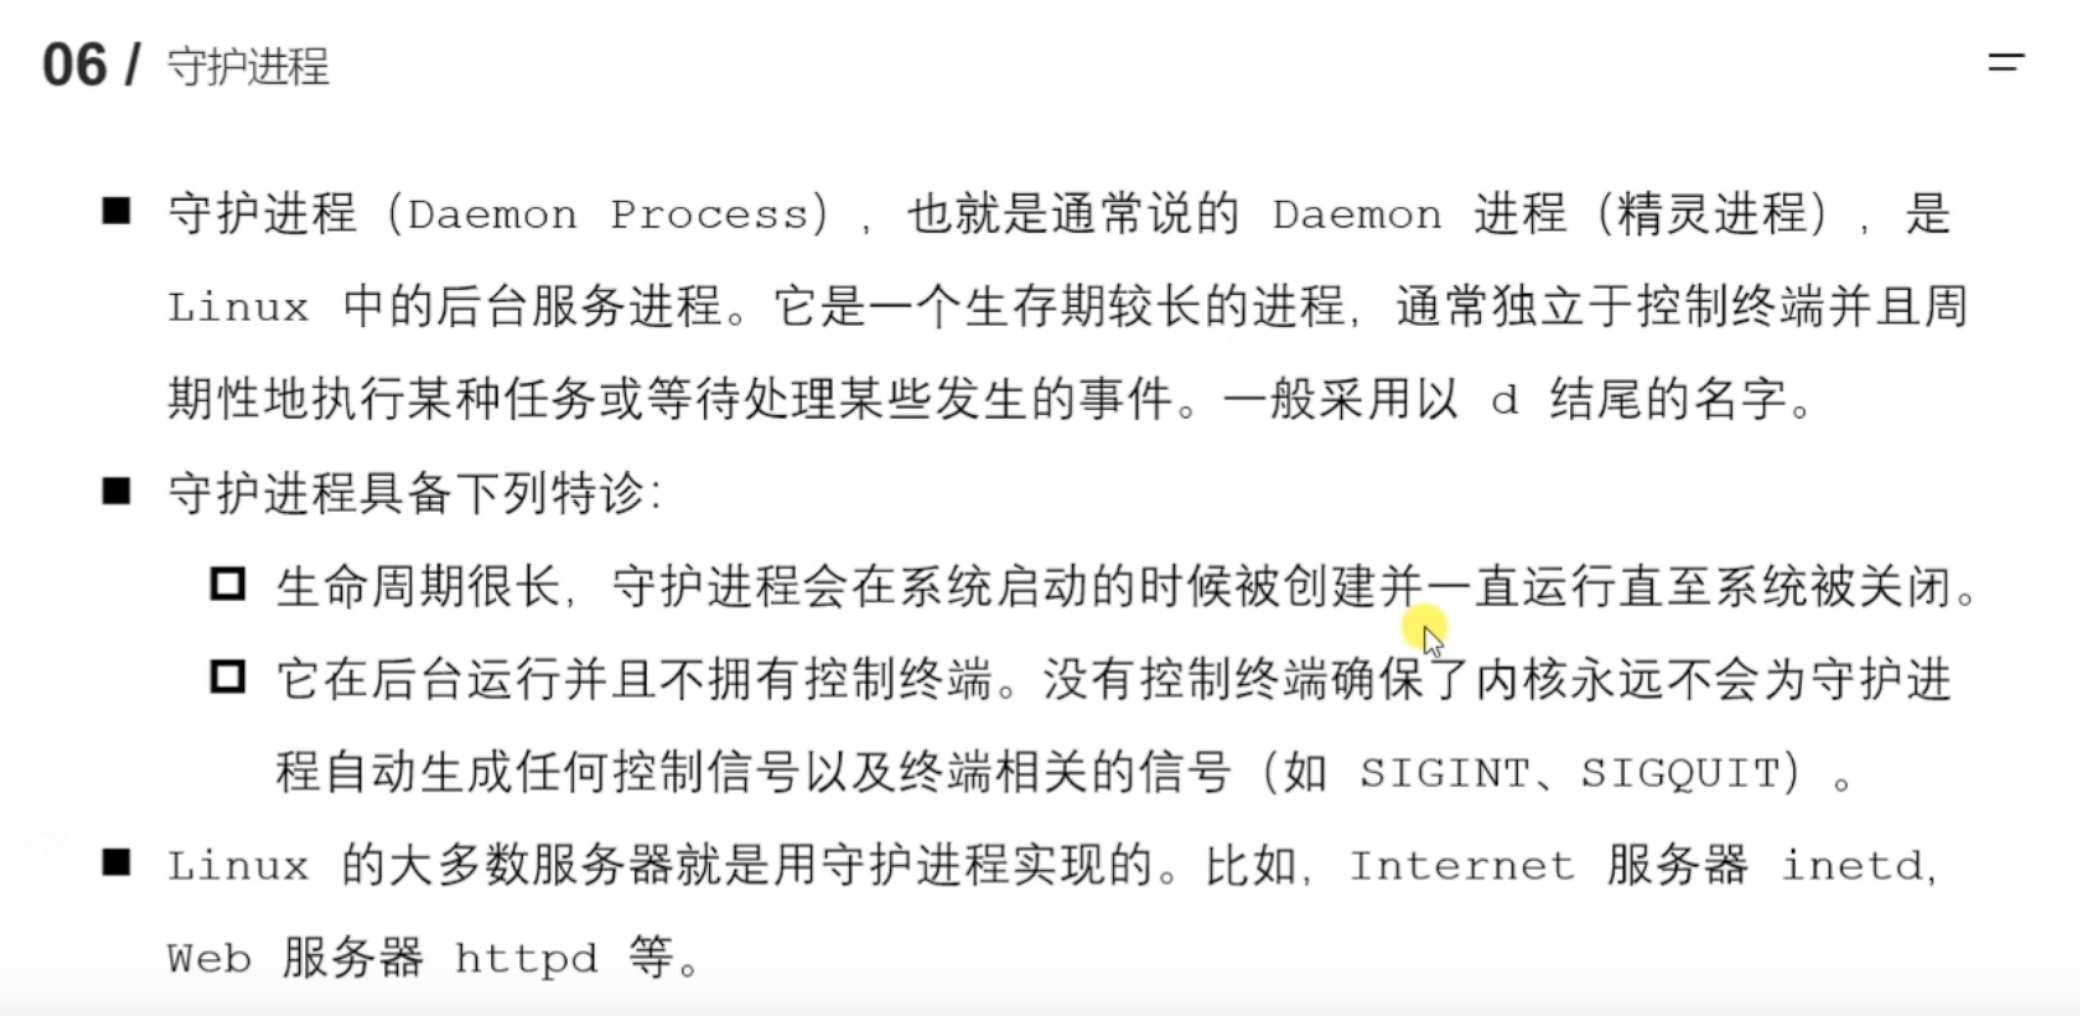 06 / 守护进程
守护进程（Daemon Process），也就是通常说的 Daemon 进程（精灵进程），是
Linux 中的后台服务进程。它是一个生存期较长的进程，通常独立于控制终端并且周
期性地执行某种任务或等待处理某些发生的事件。一般采用以 d 结尾的名字。
守护进程具备下列特诊：
生命周期很长，守护进程会在系统启动的时候被创建并一直运行直至系统被关闭。
它在后台运行并且不拥有控制终端。没有控制终端确保了内核永远不会为守护进
程自动生成任何控制信号以及终端相关的信号（如 SIGINT、SIGQUIT）。
Linux 的大多数服务器就是用守护进程实现的。比如，Internet 服务器 inetd，
Web 服务器 httpd 等。